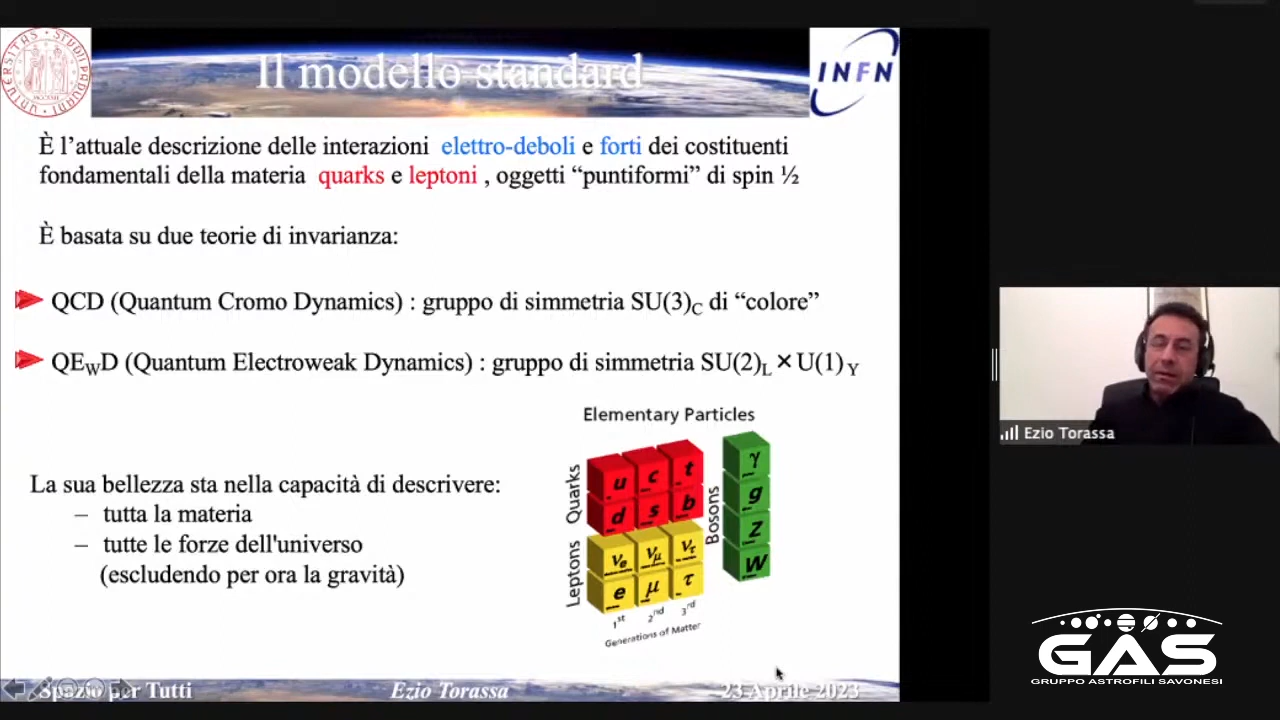 Il modello standard
INFN
È l’attuale descrizione delle interazioni elettro-deboli e forti dei costituenti
fondamentali della materia quarks e leptoni , oggetti “puntiformi” di spin ½
È basata su due teorie di invarianza:
QCD (Quantum Cromo Dynamics) : gruppo di simmetria SU(3)C di “colore”
QEWD (Quantum Electroweak Dynamics) : gruppo di simmetria SU(2)L × U(1)Y
La sua bellezza sta nella capacità di descrivere:
– tutta la materia
– tutte le forze dell'universo
(escludendo per ora la gravità)
Elementary Particles
Quarks
u c t
d s b
Leptons
νe νμ ντ
e μ τ
1st 2nd 3rd
Generations of Matter
Bosons
γ
g
Z
W
Spazio per Tutti
Ezio Torassa
23 Aprile 2023
Ezio Torassa
GAS
GRUPPO ASTROFILI SAVONESI